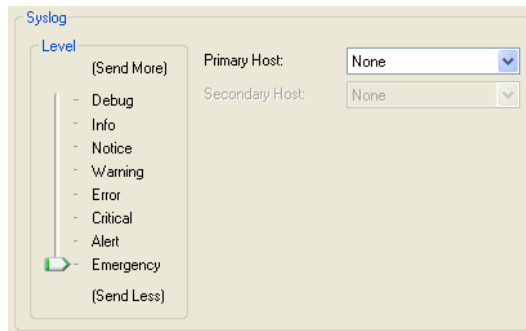 Syslog
Level
(Send More)
Debug
Info
Notice
Warning
Error
Critical
Alert
Emergency
(Send Less)
Primary Host: None
Secondary Host: None